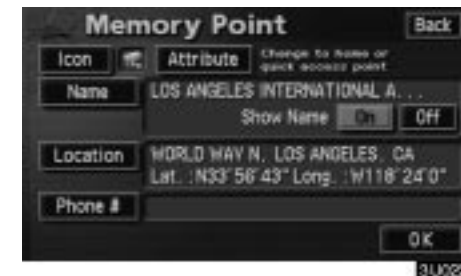 Memory Point Back
Icon Attribute Change to home or
quick access point
Name LOS ANGELES INTERNATIONAL A...
Show Name On Off
Location WORLD WAY N, LOS ANGELES, CA
Lat. :N33°56'43" Long. :W118°24'0"
Phone #
OK